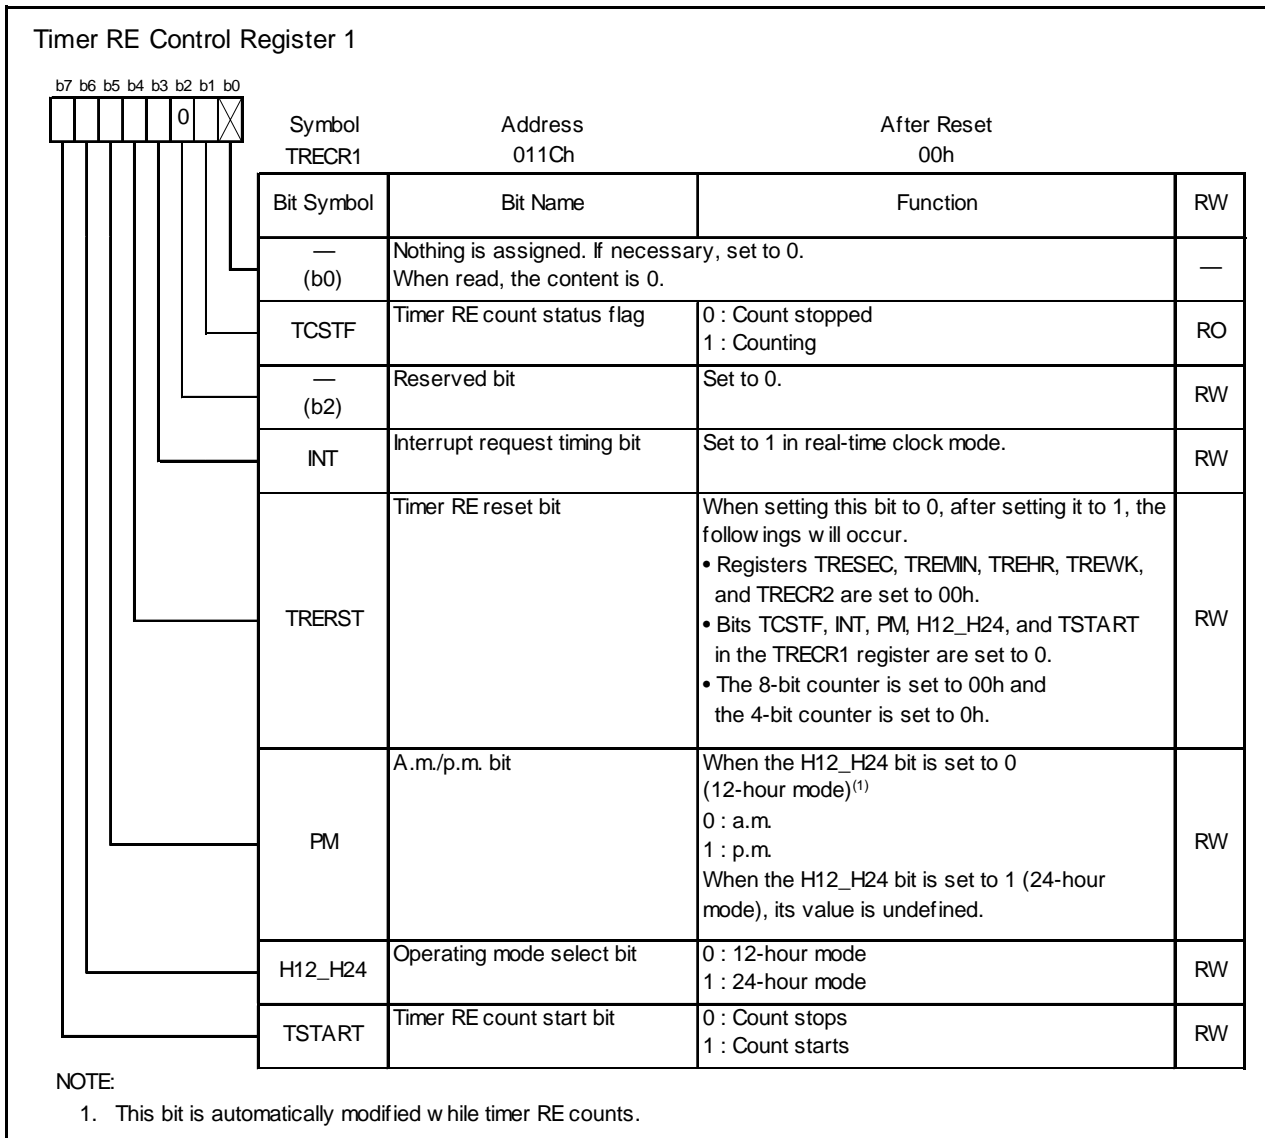 Timer RE Control Register 1
b7 b6 b5 b4 b3 b2 b1 b0
0
Symbol Address After Reset
TRECR1 011Ch 00h
Bit Symbol Bit Name Function RW
— (b0) Nothing is assigned. If necessary, set to 0.
When read, the content is 0. —
TCSTF Timer RE count status flag 0 : Count stopped
1 : Counting RO
— (b2) Reserved bit Set to 0. RW
INT Interrupt request timing bit Set to 1 in real-time clock mode. RW
TRERST Timer RE reset bit When setting this bit to 0, after setting it to 1, the
followings will occur.
• Registers TRESEC, TREMIN, TREHR, TREWK,
and TRECR2 are set to 00h.
• Bits TCSTF, INT, PM, H12_H24, and TSTART
in the TRECR1 register are set to 0.
• The 8-bit counter is set to 00h and
the 4-bit counter is set to 0h. RW
PM A.m./p.m. bit When the H12_H24 bit is set to 0
(12-hour mode)(1)
0 : a.m.
1 : p.m.
When the H12_H24 bit is set to 1 (24-hour
mode), its value is undefined. RW
H12_H24 Operating mode select bit 0 : 12-hour mode
1 : 24-hour mode RW
TSTART Timer RE count start bit 0 : Count stops
1 : Count starts RW
NOTE:
1. This bit is automatically modified while timer RE counts.